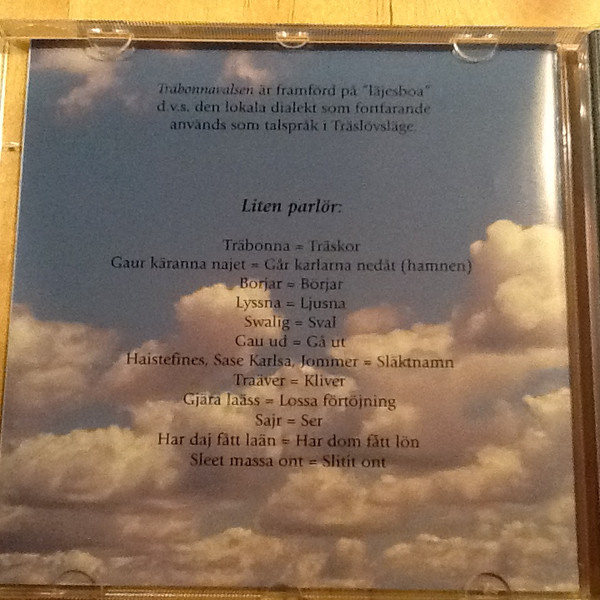 Träbonnavalsen är framförd på "läjesboa"
d.v.s. den lokala dialekt som fortfarande
används som talspråk i Träslövsläge.
Liten parlör:
Träbonna = Träskor
Gaur käranna najet = Går karlarna nedåt (hamnen)
Borjar = Börjar
Lyssna = Ljusna
Swalig = Sval
Gau ud = Gå ut
Haistefines, Sase Karlsa, Jommer = Släktnamn
Traäver = Kliver
Gjära laäss = Lossa förtöjning
Sajr = Ser
Har daj fått laän = Har dom fått lön
Sleet massa ont = Slitit ont